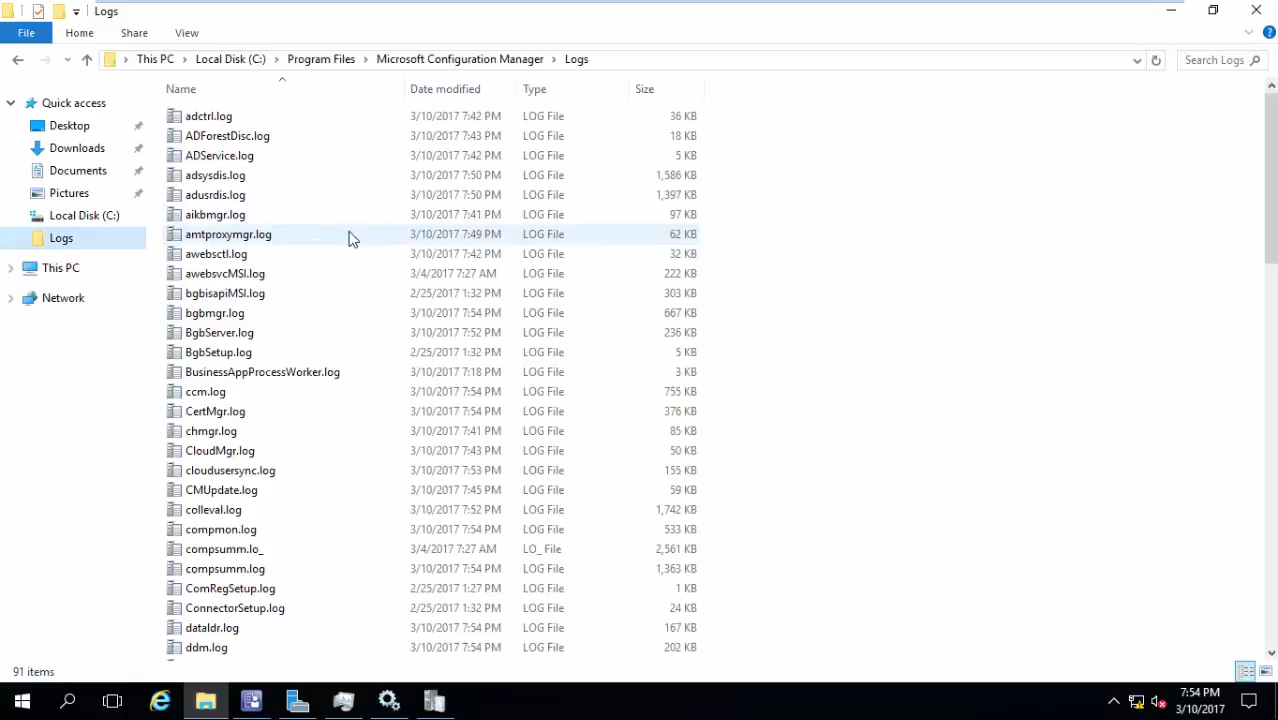 Logs
File Home Share View
This PC Local Disk (C:) Program Files Microsoft Configuration Manager Logs Search Logs
Name Date modified Type Size
Quick access
Desktop
Downloads
Documents
Pictures
Local Disk (C:)
Logs
This PC
Network
adctrl.log 3/10/2017 7:42 PM LOG File 36 KB
ADForestDisc.log 3/10/2017 7:43 PM LOG File 18 KB
ADService.log 3/10/2017 7:42 PM LOG File 5 KB
adsysdis.log 3/10/2017 7:50 PM LOG File 1,586 KB
adusrdis.log 3/10/2017 7:50 PM LOG File 1,397 KB
aikbmgr.log 3/10/2017 7:41 PM LOG File 97 KB
amtproxymgr.log 3/10/2017 7:49 PM LOG File 62 KB
awebsctl.log 3/10/2017 7:42 PM LOG File 32 KB
awebsvcMSI.log 3/4/2017 7:27 AM LOG File 222 KB
bgbisapiMSI.log 2/25/2017 1:32 PM LOG File 303 KB
bgbmgr.log 3/10/2017 7:54 PM LOG File 667 KB
BgbServer.log 3/10/2017 7:52 PM LOG File 236 KB
BgbSetup.log 2/25/2017 1:32 PM LOG File 5 KB
BusinessAppProcessWorker.log 3/10/2017 7:18 PM LOG File 3 KB
ccm.log 3/10/2017 7:54 PM LOG File 755 KB
CertMgr.log 3/10/2017 7:54 PM LOG File 376 KB
chmgr.log 3/10/2017 7:41 PM LOG File 85 KB
CloudMgr.log 3/10/2017 7:43 PM LOG File 50 KB
cloudusersync.log 3/10/2017 7:53 PM LOG File 155 KB
CMUpdate.log 3/10/2017 7:45 PM LOG File 59 KB
colleval.log 3/10/2017 7:52 PM LOG File 1,742 KB
compmon.log 3/10/2017 7:54 PM LOG File 533 KB
compsumm.lo_ 3/4/2017 7:27 AM LO_ File 2,561 KB
compsumm.log 3/10/2017 7:54 PM LOG File 1,363 KB
ComRegSetup.log 2/25/2017 1:27 PM LOG File 1 KB
ConnectorSetup.log 2/25/2017 1:32 PM LOG File 24 KB
dataldr.log 3/10/2017 7:54 PM LOG File 167 KB
ddm.log 3/10/2017 7:54 PM LOG File 202 KB
91 items
7:54 PM
3/10/2017